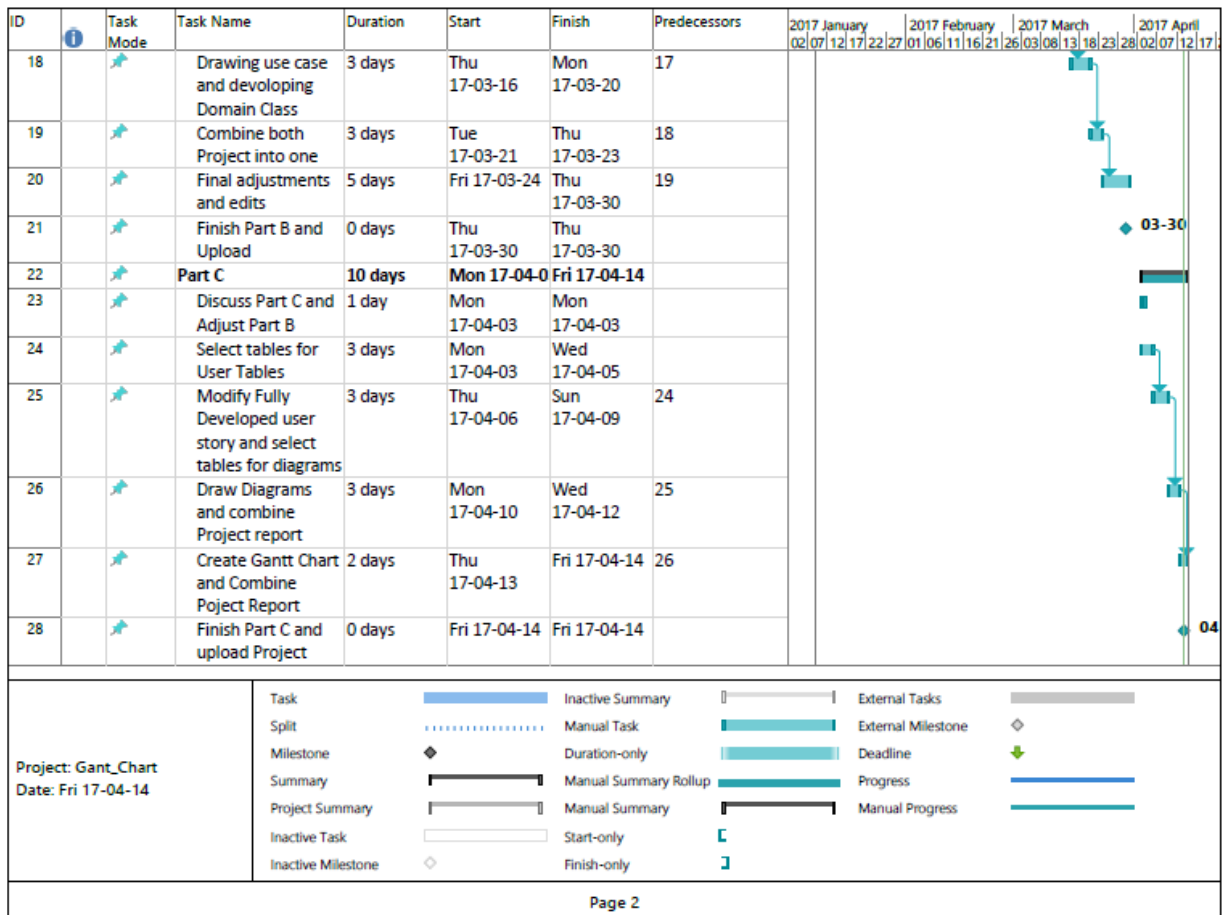 ID Task Mode Task Name Duration Start Finish Predecessors
2017 January 2017 February 2017 March 2017 April
02 07 12 17 22 27 01 06 11 16 21 26 03 08 13 18 23 28 02 07 12 17
18 Drawing use case 3 days Thu Mon 17
and devoloping 17-03-16 17-03-20
Domain Class
19 Combine both 3 days Tue Thu 18
Project into one 17-03-21 17-03-23
20 Final adjustments 5 days Fri 17-03-24 Thu 19
and edits 17-03-30
21 Finish Part B and 0 days Thu Thu 03-30
Upload 17-03-30 17-03-30
22 Part C 10 days Mon 17-04-0 Fri 17-04-14
23 Discuss Part C and 1 day Mon Mon
Adjust Part B 17-04-03 17-04-03
24 Select tables for 3 days Mon Wed
User Tables 17-04-03 17-04-05
25 Modify Fully 3 days Thu Sun 24
Developed user 17-04-06 17-04-09
story and select
tables for diagrams
26 Draw Diagrams 3 days Mon Wed 25
and combine 17-04-10 17-04-12
Project report
27 Create Gantt Chart 2 days Thu Fri 17-04-14 26
and Combine 17-04-13
Poject Report
28 Finish Part C and 0 days Fri 17-04-14 Fri 17-04-14 04
upload Project
Project: Gant_Chart
Date: Fri 17-04-14
Task Inactive Summary External Tasks
Split Manual Task External Milestone
Milestone Duration-only Deadline
Summary Manual Summary Rollup Progress
Project Summary Manual Summary Manual Progress
Inactive Task Start-only
Inactive Milestone Finish-only
Page 2